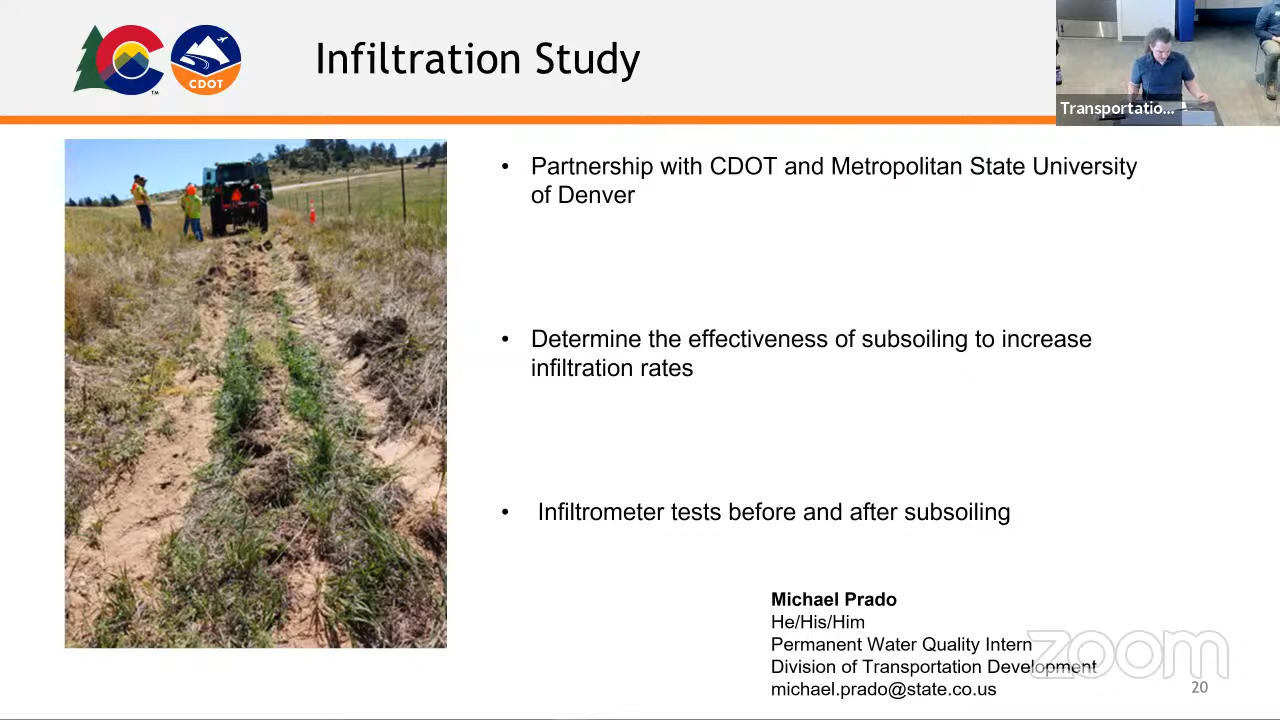 CDOT
TM
Infiltration Study
Transportatio...
• Partnership with CDOT and Metropolitan State University
of Denver
• Determine the effectiveness of subsoiling to increase
infiltration rates
• Infiltrometer tests before and after subsoiling
Michael Prado
He/His/Him
Permanent Water Quality Intern
Division of Transportation Development
michael.prado@state.co.us
zoom
20